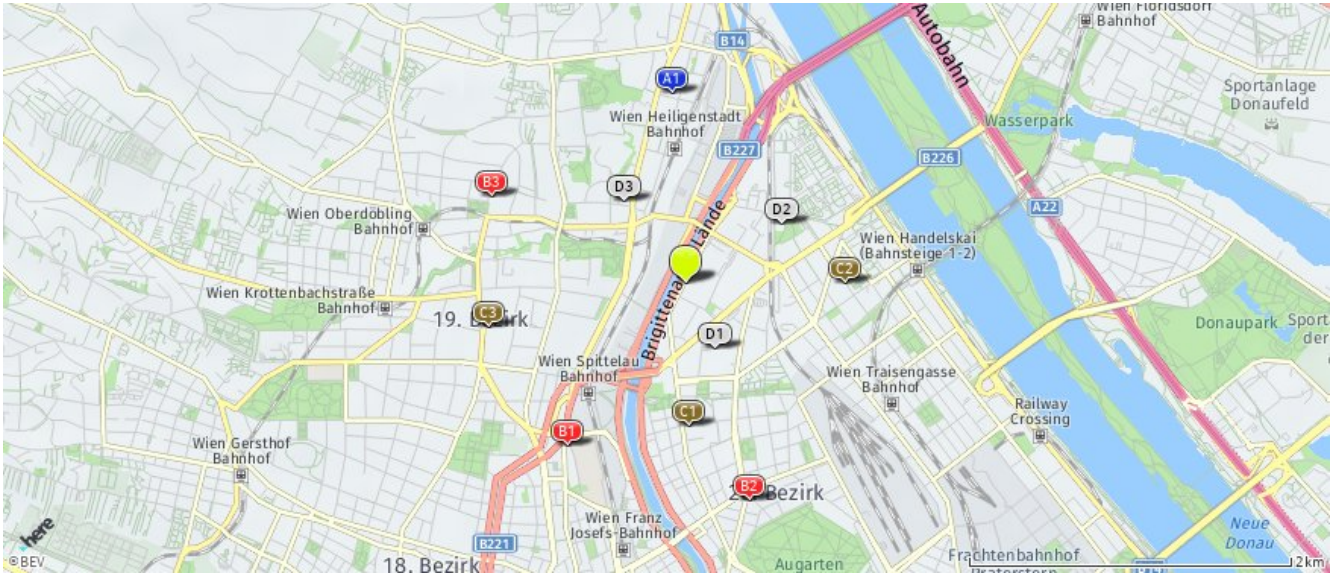 Wien Floridsdorf
Bahnhof
B14
Autobahn
A1
Sportanlage
Donaufeld
Wien Heiligenstadt
Bahnhof
Wasserpark
B227
B226
B3
D3
D2
A22
Wien Oberdöbling
Bahnhof
Lände
Wien Handelskai
(Bahnsteige 1-2)
C2
Wien Krottenbachstraße
Bahnhof
C3
19. Bezirk
Brigittena
D1
Donaupark
Wien Spittelau
Bahnhof
Wien Traisengasse
Bahnhof
C1
Railway
Crossing
B1
Wien Gersthof
Bahnhof
B2
Bezirk
Wien Franz
Josefs-Bahnhof
Neue
Donau
here
©BEV
B221
18. Bezirk
Augarten
Frachtenbahnhof
2km